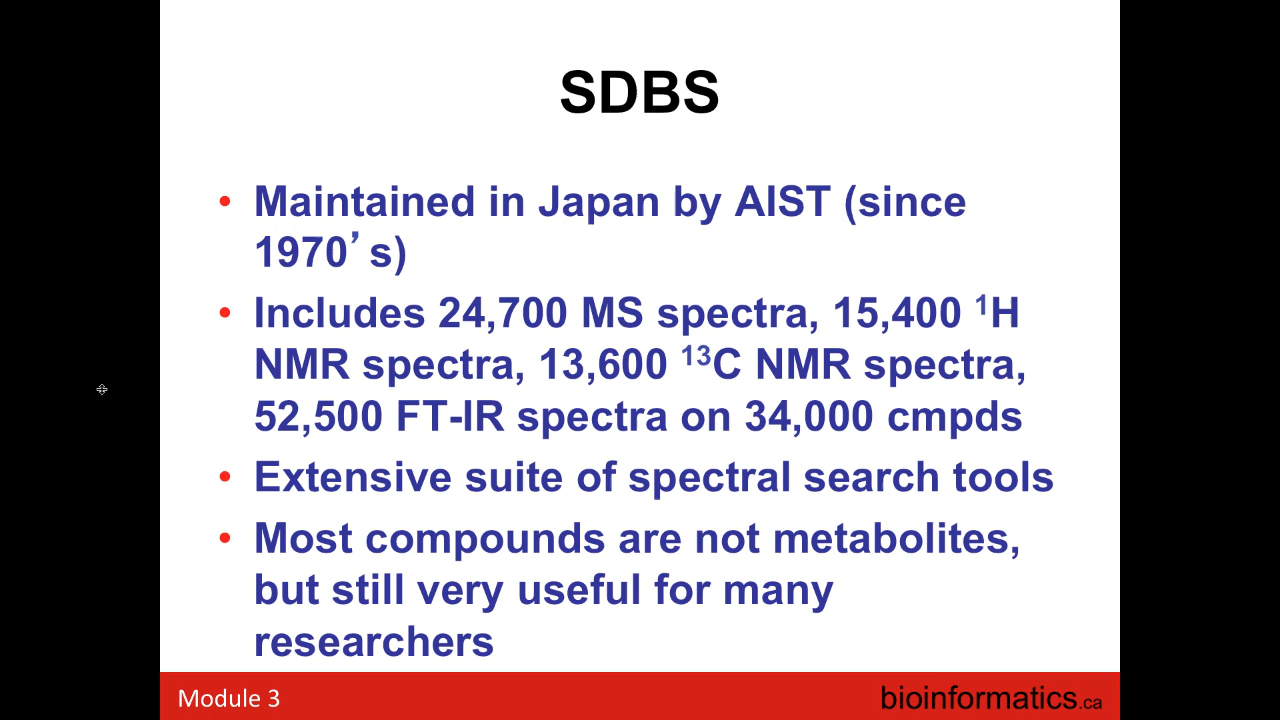 SDBS
• Maintained in Japan by AIST (since
1970’s)
• Includes 24,700 MS spectra, 15,400 ¹H
NMR spectra, 13,600 ¹³C NMR spectra,
52,500 FT-IR spectra on 34,000 cmpds
• Extensive suite of spectral search tools
• Most compounds are not metabolites,
but still very useful for many
researchers
Module 3
bioinformatics.ca